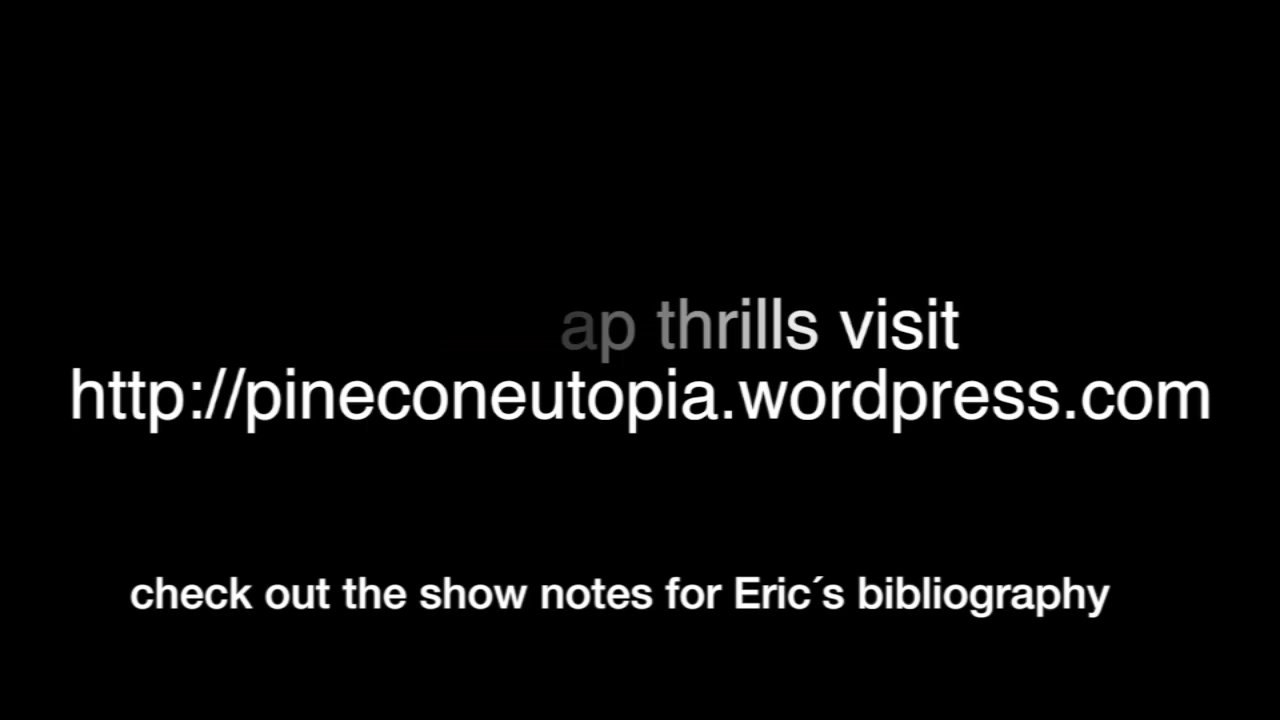 ap thrills visit
http://pineconeutopia.wordpress.com
check out the show notes for Eric´s bibliography